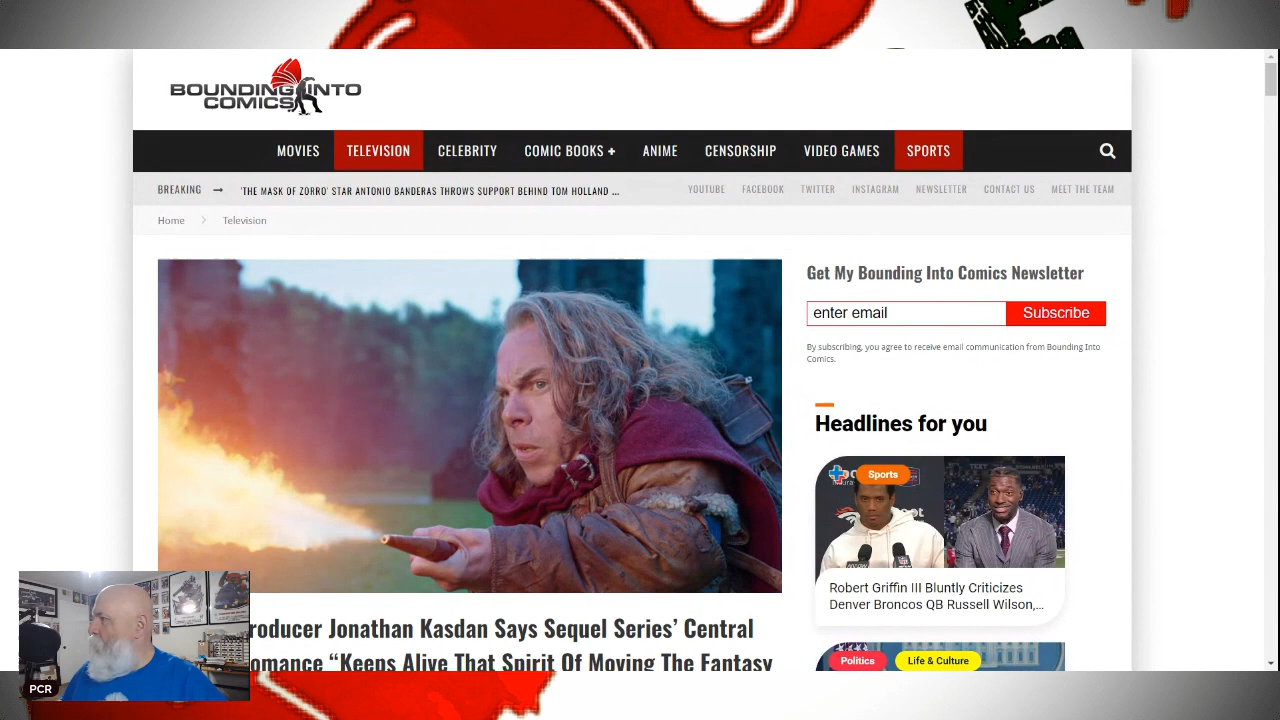 BOUNDING INTO
COMICS
MOVIES TELEVISION CELEBRITY COMIC BOOKS + ANIME CENSORSHIP VIDEO GAMES SPORTS
BREAKING → 'THE MASK OF ZORRO' STAR ANTONIO BANDERAS THROWS SUPPORT BEHIND TOM HOLLAND ... YOUTUBE FACEBOOK TWITTER INSTAGRAM NEWSLETTER CONTACT US MEET THE TEAM
Home > Television
Get My Bounding Into Comics Newsletter
enter email Subscribe
By subscribing, you agree to receive email communication from Bounding Into
Comics.
Headlines for you
Sports
Robert Griffin III Bluntly Criticizes
Denver Broncos QB Russell Wilson,...
Politics Life & Culture
roducer Jonathan Kasdan Says Sequel Series' Central
omance “Keeps Alive That Spirit Of Moving The Fantasy
PCR